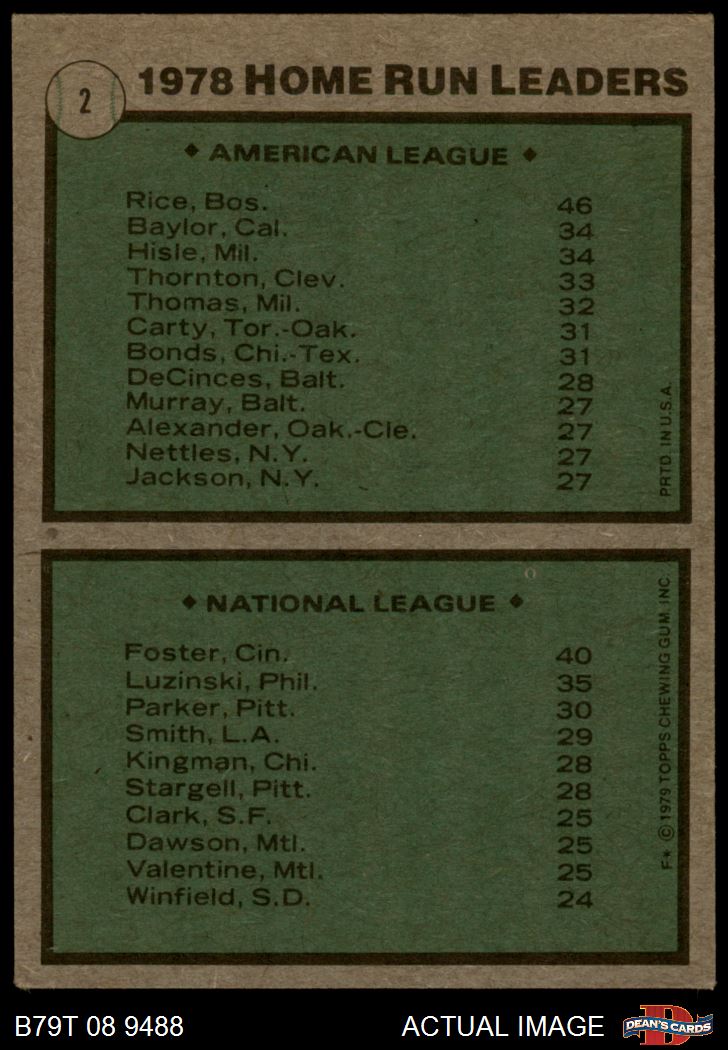 2
1978 HOME RUN LEADERS
◆ AMERICAN LEAGUE ◆
Rice, Bos. 46
Baylor, Cal. 34
Hisle, Mil. 34
Thornton, Clev. 33
Thomas, Mil. 32
Carty, Tor.-Oak. 31
Bonds, Chi.-Tex. 31
DeCinces, Balt. 28
Murray, Balt. 27
Alexander, Oak.-Cle. 27
Nettles, N.Y. 27
Jackson, N.Y. 27
PRTD. IN U.S.A.
◆ NATIONAL LEAGUE ◆
Foster, Cin. 40
Luzinski, Phil. 35
Parker, Pitt. 30
Smith, L.A. 29
Kingman, Chi. 28
Stargell, Pitt. 28
Clark, S.F. 25
Dawson, Mtl. 25
Valentine, Mtl. 25
Winfield, S.D. 24
F* © 1979 TOPPS CHEWING GUM, INC.
B79T 08 9488 ACTUAL IMAGE
D
DEAN'S CARDS